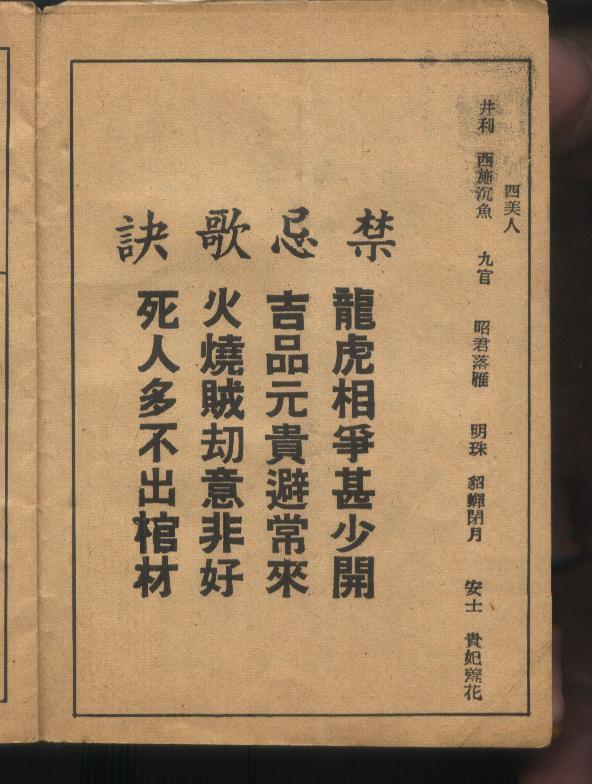 四美人
井利　西施沉魚　九官　昭君落雁　明珠　貂蟬閉月　安士　貴妃羞花
禁忌歌訣
龍虎相爭甚少開
吉品元貴避常來
火燒賊刧意非好
死人多不出棺材